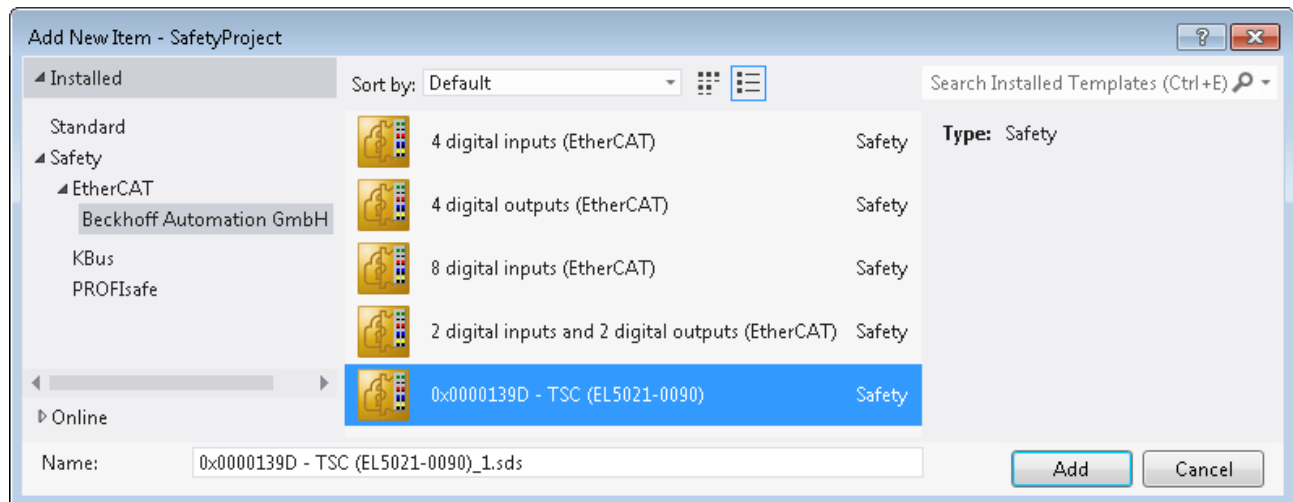 Add New Item - SafetyProject
Installed
Sort by: Default
Search Installed Templates (Ctrl+E)
Standard
Safety
EtherCAT
Beckhoff Automation GmbH
KBus
PROFIsafe
Online
4 digital inputs (EtherCAT) Safety
4 digital outputs (EtherCAT) Safety
8 digital inputs (EtherCAT) Safety
2 digital inputs and 2 digital outputs (EtherCAT) Safety
0x0000139D - TSC (EL5021-0090) Safety
Type: Safety
Name: 0x0000139D - TSC (EL5021-0090)_1.sds
Add Cancel